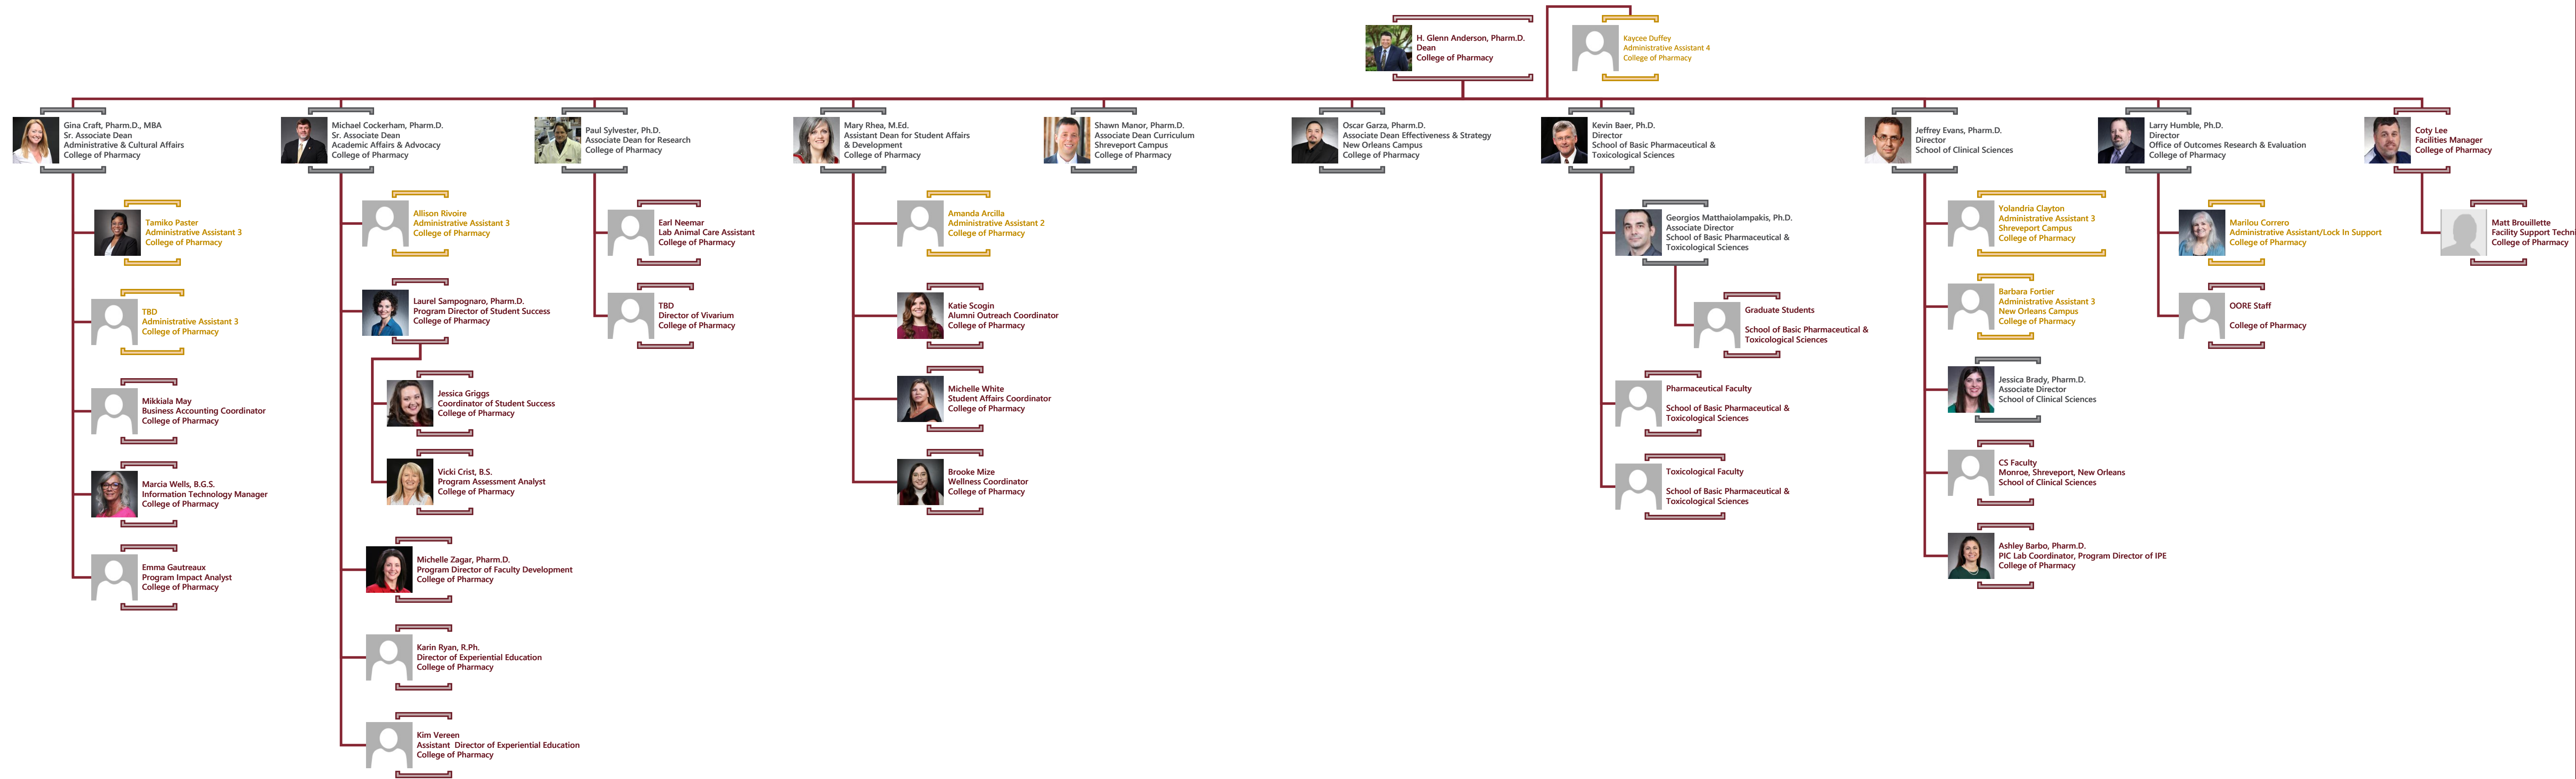 H. Glenn Anderson, Pharm.D.
Dean
College of Pharmacy
Kaycee Duffey
Administrative Assistant 4
College of Pharmacy
Gina Craft, Pharm.D., MBA
Sr. Associate Dean
Administrative & Cultural Affairs
College of Pharmacy
Michael Cockerham, Pharm.D.
Sr. Associate Dean
Academic Affairs & Advocacy
College of Pharmacy
Paul Sylvester, Ph.D.
Associate Dean for Research
College of Pharmacy
Mary Rhea, M.Ed.
Assistant Dean for Student Affairs
& Development
College of Pharmacy
Shawn Manor, Pharm.D.
Associate Dean Curriculum
Shreveport Campus
College of Pharmacy
Oscar Garza, Pharm.D.
Associate Dean Effectiveness & Strategy
New Orleans Campus
College of Pharmacy
Kevin Baer, Ph.D.
Director
School of Basic Pharmaceutical &
Toxicological Sciences
Jeffrey Evans, Pharm.D.
Director
School of Clinical Sciences
Larry Humble, Ph.D.
Director
Office of Outcomes Research & Evaluation
College of Pharmacy
Coty Lee
Facilities Manager
College of Pharmacy
Tamiko Paster
Administrative Assistant 3
College of Pharmacy
TBD
Administrative Assistant 3
College of Pharmacy
Mikkiala May
Business Accounting Coordinator
College of Pharmacy
Marcia Wells, B.G.S.
Information Technology Manager
College of Pharmacy
Emma Gautreaux
Program Impact Analyst
College of Pharmacy
Allison Rivoire
Administrative Assistant 3
College of Pharmacy
Laurel Sampognaro, Pharm.D.
Program Director of Student Success
College of Pharmacy
Jessica Griggs
Coordinator of Student Success
College of Pharmacy
Vicki Crist, B.S.
Program Assessment Analyst
College of Pharmacy
Michelle Zagar, Pharm.D.
Program Director of Faculty Development
College of Pharmacy
Karin Ryan, R.Ph.
Director of Experiential Education
College of Pharmacy
Kim Vereen
Assistant  Director of Experiential Education
College of Pharmacy
Earl Neemar
Lab Animal Care Assistant
College of Pharmacy
TBD
Director of Vivarium
College of Pharmacy
Amanda Arcilla
Administrative Assistant 2
College of Pharmacy
Katie Scogin
Alumni Outreach Coordinator
College of Pharmacy
Michelle White
Student Affairs Coordinator
College of Pharmacy
Brooke Mize
Wellness Coordinator
College of Pharmacy
Georgios Matthaiolampakis, Ph.D.
Associate Director
School of Basic Pharmaceutical &
Toxicological Sciences
Graduate Students
School of Basic Pharmaceutical &
Toxicological Sciences
Pharmaceutical Faculty
School of Basic Pharmaceutical &
Toxicological Sciences
Toxicological Faculty
School of Basic Pharmaceutical &
Toxicological Sciences
Yolandria Clayton
Administrative Assistant 3
Shreveport Campus
College of Pharmacy
Barbara Fortier
Administrative Assistant 3
New Orleans Campus
College of Pharmacy
Jessica Brady, Pharm.D.
Associate Director
School of Clinical Sciences
CS Faculty
Monroe, Shreveport, New Orleans
School of Clinical Sciences
Ashley Barbo, Pharm.D.
PIC Lab Coordinator, Program Director of IPE
College of Pharmacy
Marilou Correro
Administrative Assistant/Lock In Support
College of Pharmacy
OORE Staff
College of Pharmacy
Matt Brouillette
Facility Support Techni
College of Pharmacy